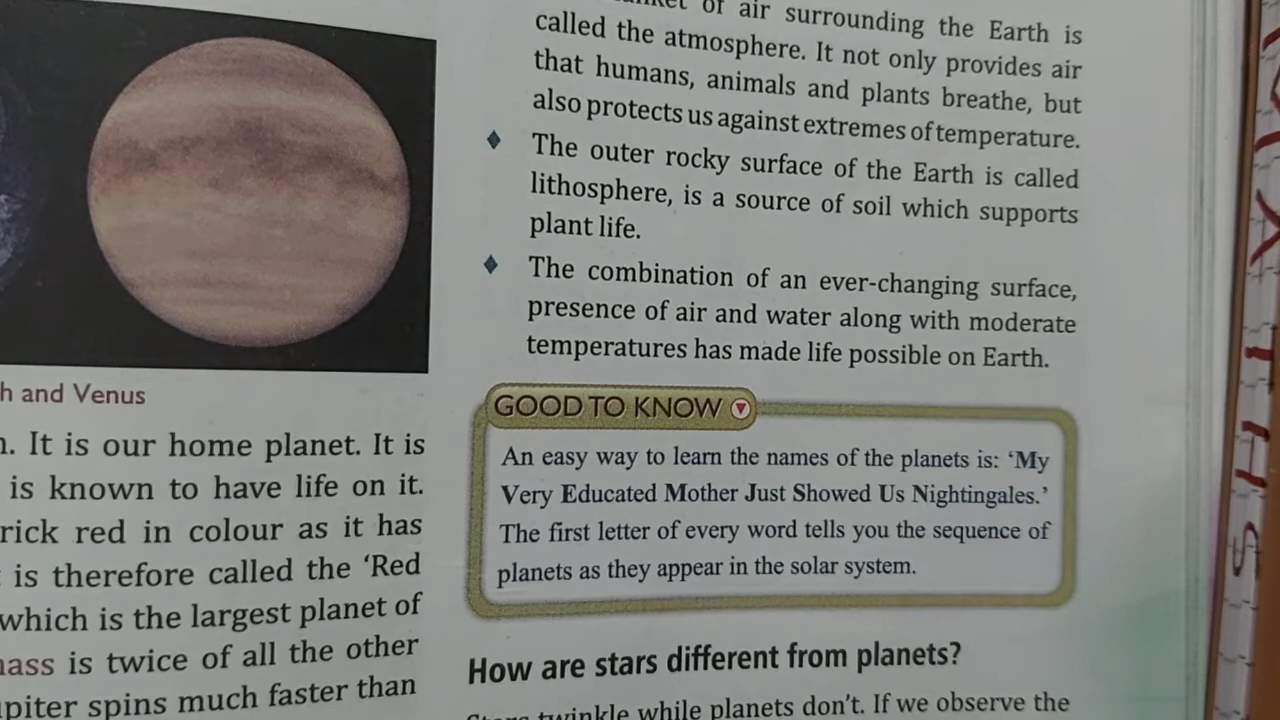 h and Venus
. It is our home planet. It is
is known to have life on it.
rick red in colour as it has
is therefore called the ‘Red
which is the largest planet of
mass is twice of all the other
piter spins much faster than
of air surrounding the Earth is
called the atmosphere. It not only provides air
that humans, animals and plants breathe, but
also protects us against extremes of temperature.
The outer rocky surface of the Earth is called
lithosphere, is a source of soil which supports
plant life.
The combination of an ever-changing surface,
presence of air and water along with moderate
temperatures has made life possible on Earth.
GOOD TO KNOW
An easy way to learn the names of the planets is: ‘My
Very Educated Mother Just Showed Us Nightingales.’
The first letter of every word tells you the sequence of
planets as they appear in the solar system.
How are stars different from planets?
Stars twinkle while planets don’t. If we observe the